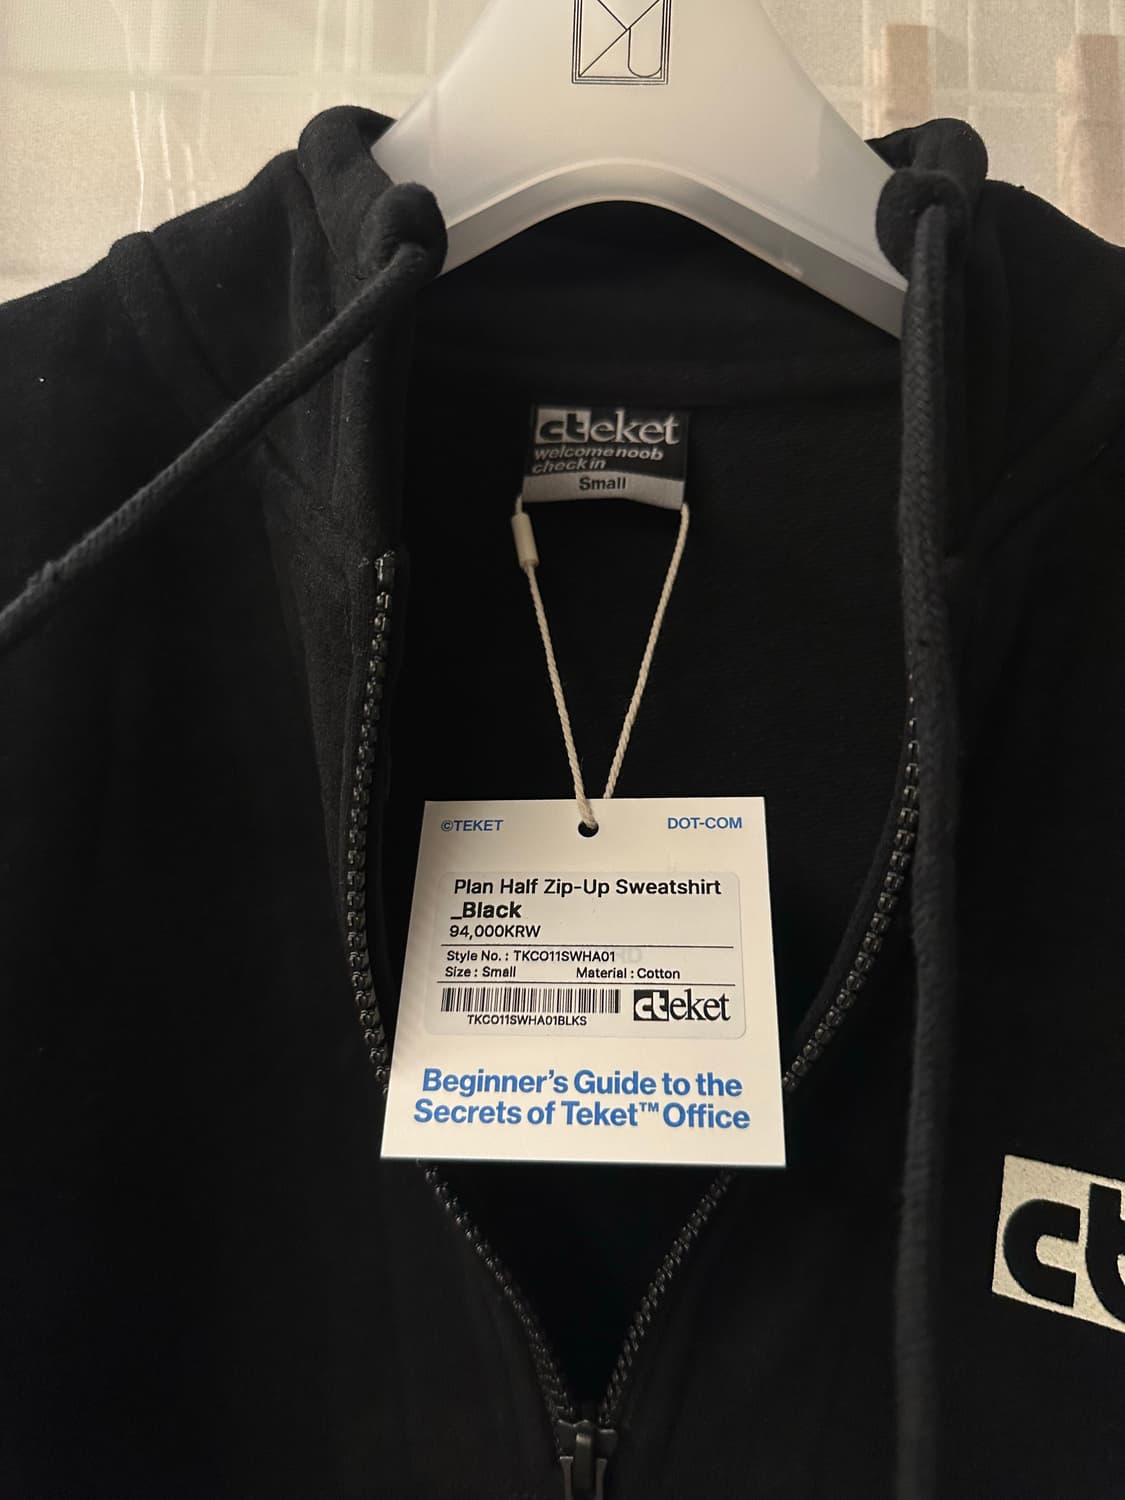 cteket
welcome noob
check in
Small
©TEKET DOT-COM
Plan Half Zip-Up Sweatshirt
_Black
94,000KRW
Style No. : TKCO11SWHA01
Size : Small Material : Cotton
TKCO11SWHA01BLKS
cteket
Beginner's Guide to the
Secrets of Teket™ Office
ct